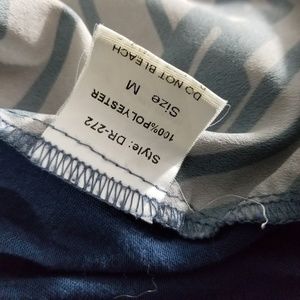 Style: DR-272
100%POLYESTER
Size M
DO NOT BLEACH